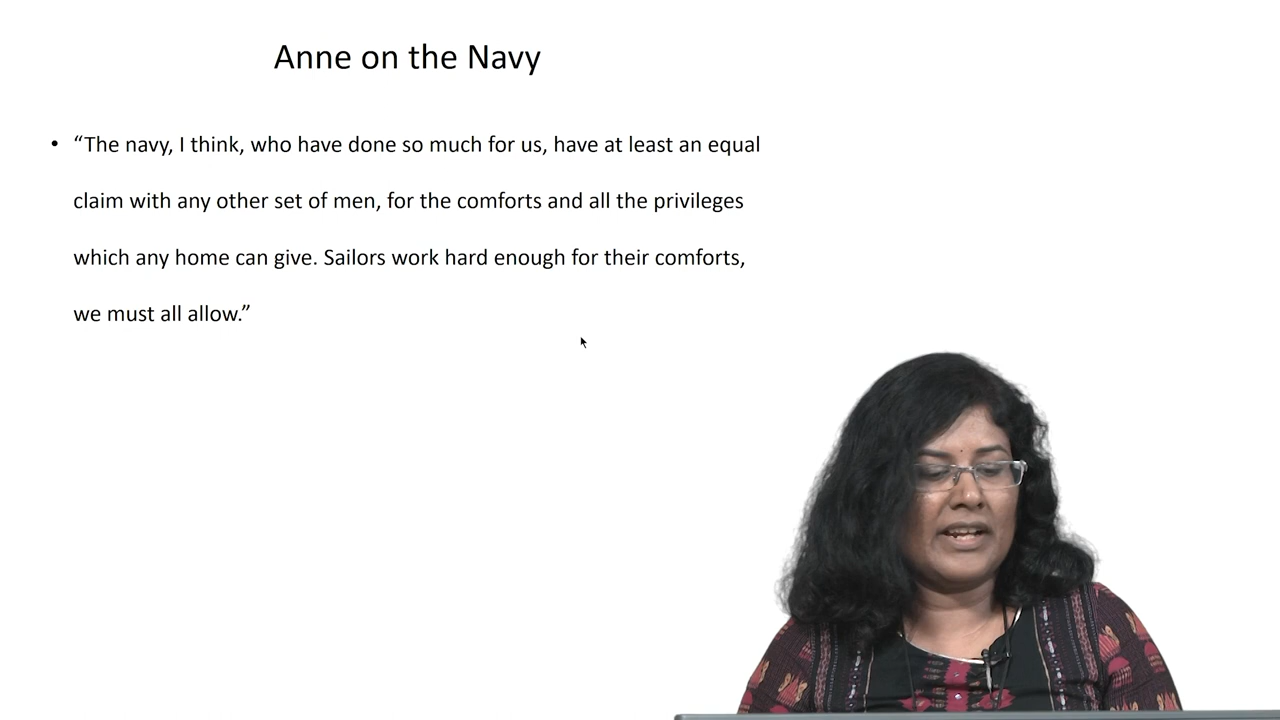 Anne on the Navy
• “The navy, I think, who have done so much for us, have at least an equal
claim with any other set of men, for the comforts and all the privileges
which any home can give. Sailors work hard enough for their comforts,
we must all allow.”